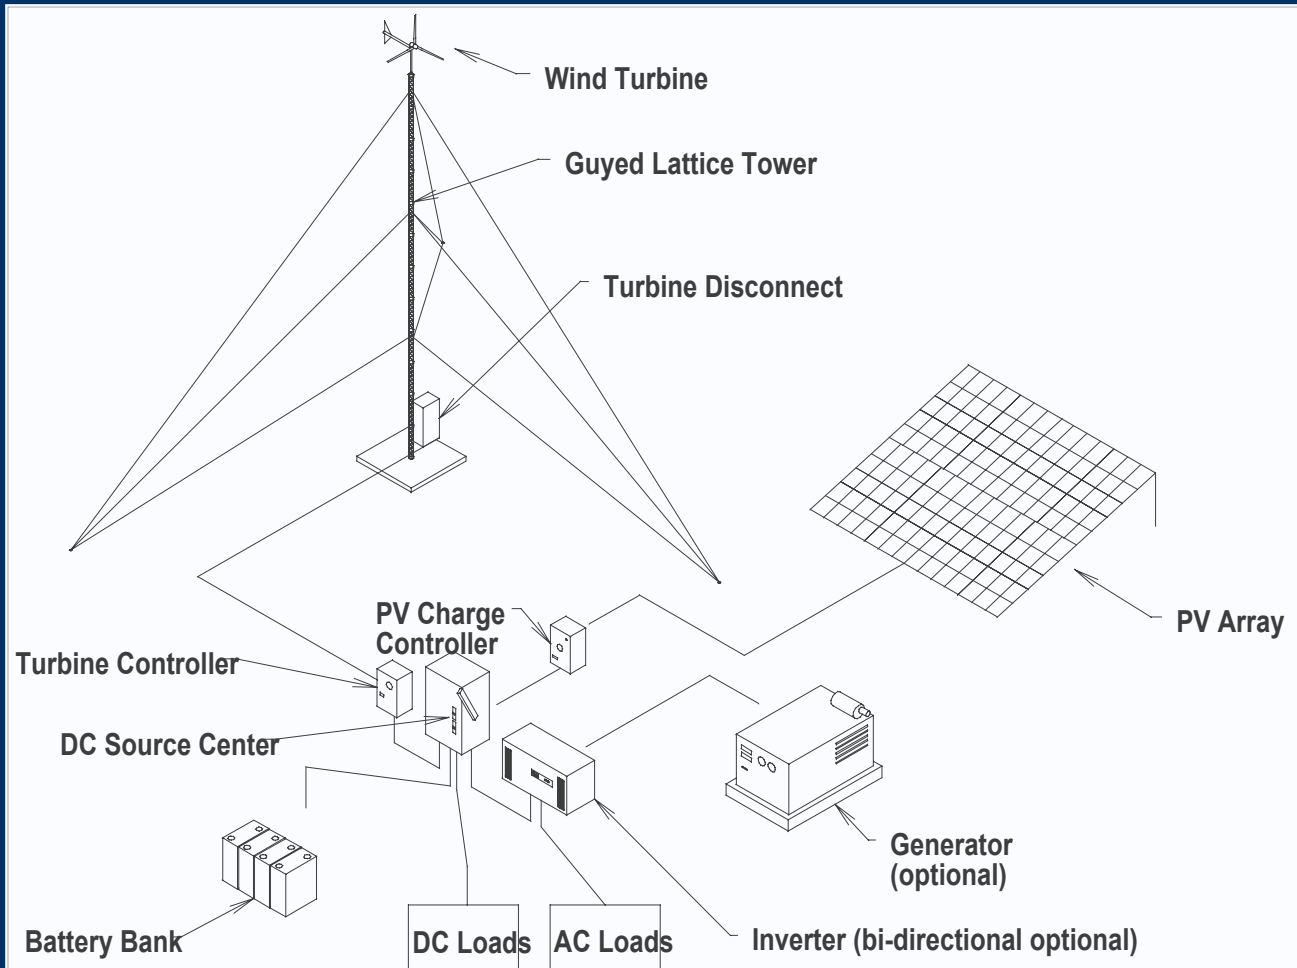 Wind Turbine
Guyed Lattice Tower
Turbine Disconnect
PV Array
PV Charge
Controller
Turbine Controller
DC Source Center
Generator
(optional)
Battery Bank
DC Loads
AC Loads
Inverter (bi-directional optional)